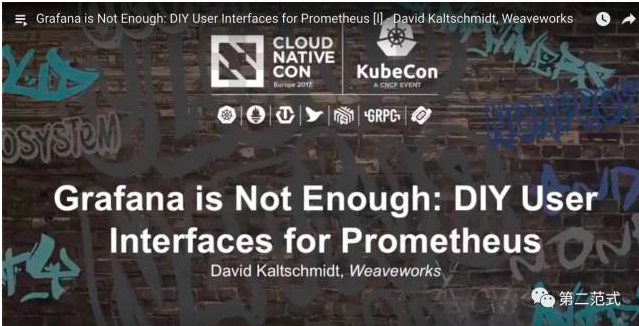 Grafana is Not Enough: DIY User Interfaces for Prometheus [I] - David Kaltschmidt, Weaveworks
CLOUD
NATIVE
CON
Europe 2017
KubeCon
A CNCF EVENT
GRPC
OSYSTEM
Grafana is Not Enough: DIY User
Interfaces for Prometheus
David Kaltschmidt, Weaveworks
第二范式